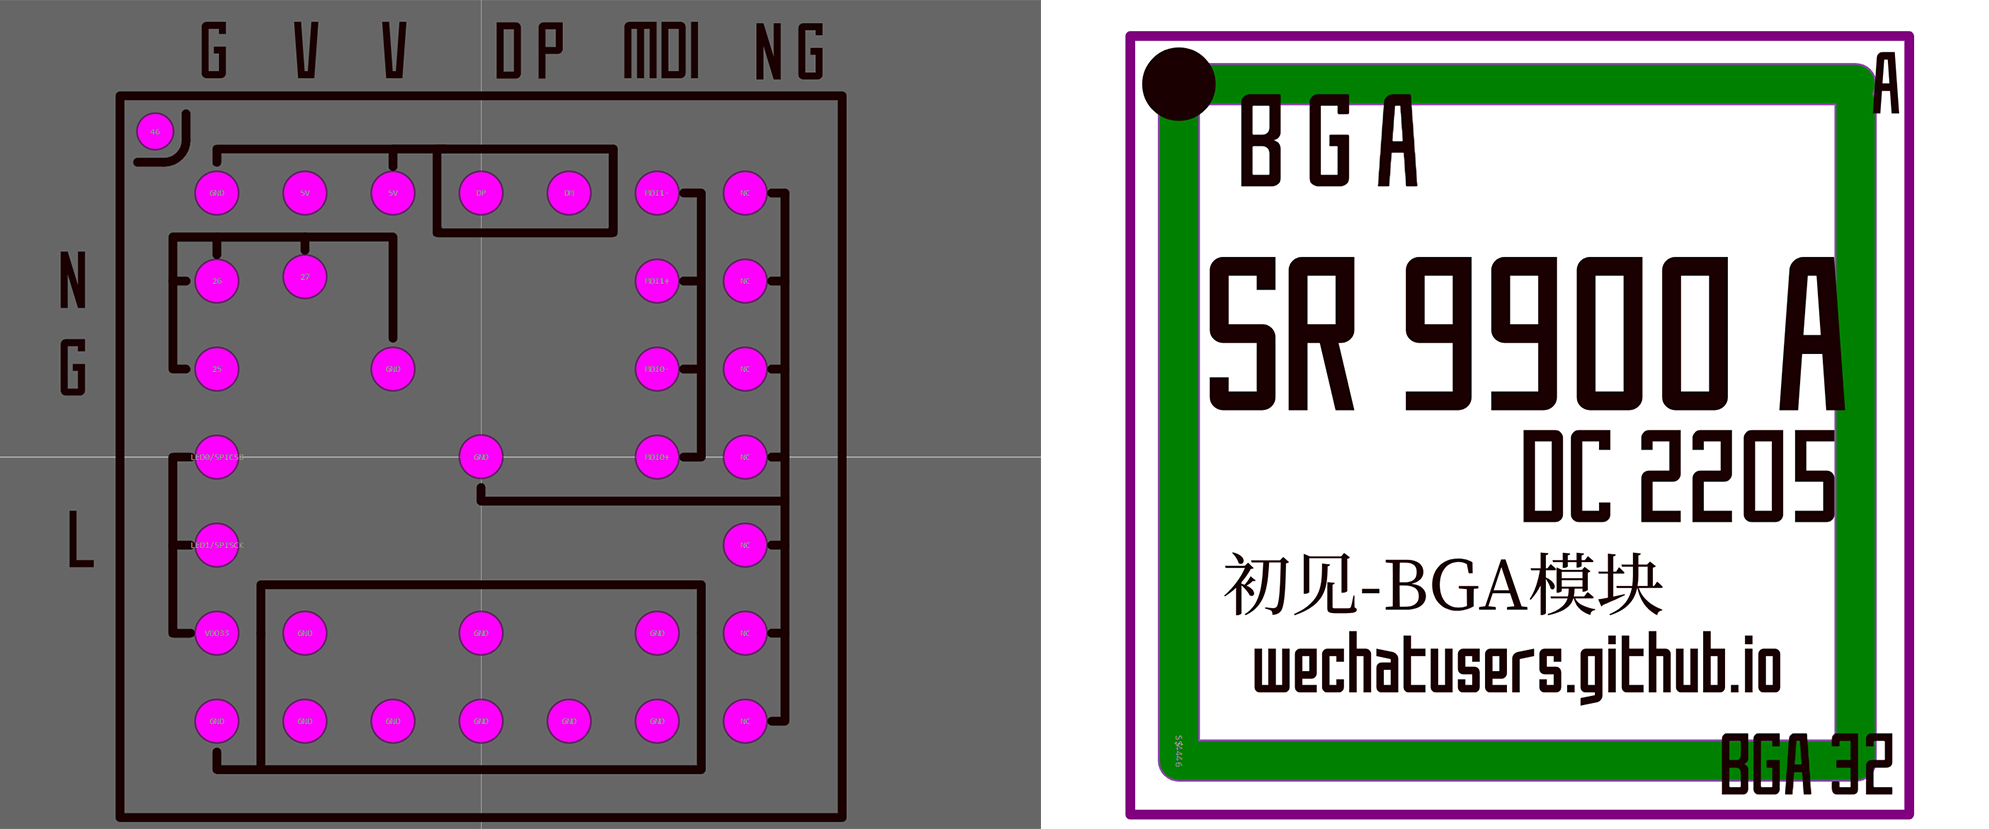 G V V DP MDI NG
46
GND 5V 5V DP DM MDI1- NC
26 27 MDI1+ NC
N
25 GND MDI0- NC
G
LED0/SPICSB GND MDI0+ NC
LED1/SPISCK NC
L
VDD33 GND GND GND NC
GND GND GND GND GND GND NC
A
BGA
SR 9900 A
DC 2205
初见-BGA模块
wechatusers.github.io
BGA 32